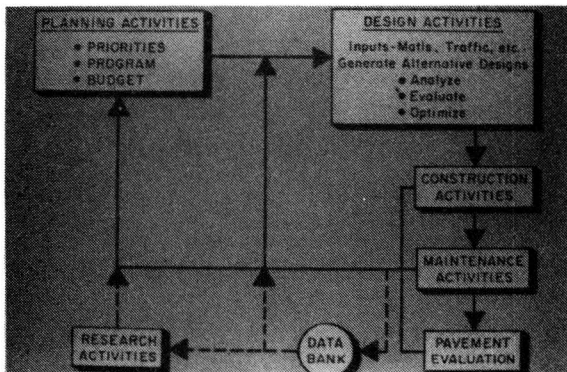 PLANNING ACTIVITIES
• PRIORITIES
• PROGRAM
• BUDGET
DESIGN ACTIVITIES
Inputs-Matls, Traffic, etc.
Generate Alternative Designs
• Analyze
• Evaluate
• Optimize
CONSTRUCTION
ACTIVITIES
MAINTENANCE
ACTIVITIES
RESEARCH
ACTIVITIES
DATA
BANK
PAVEMENT
EVALUATION